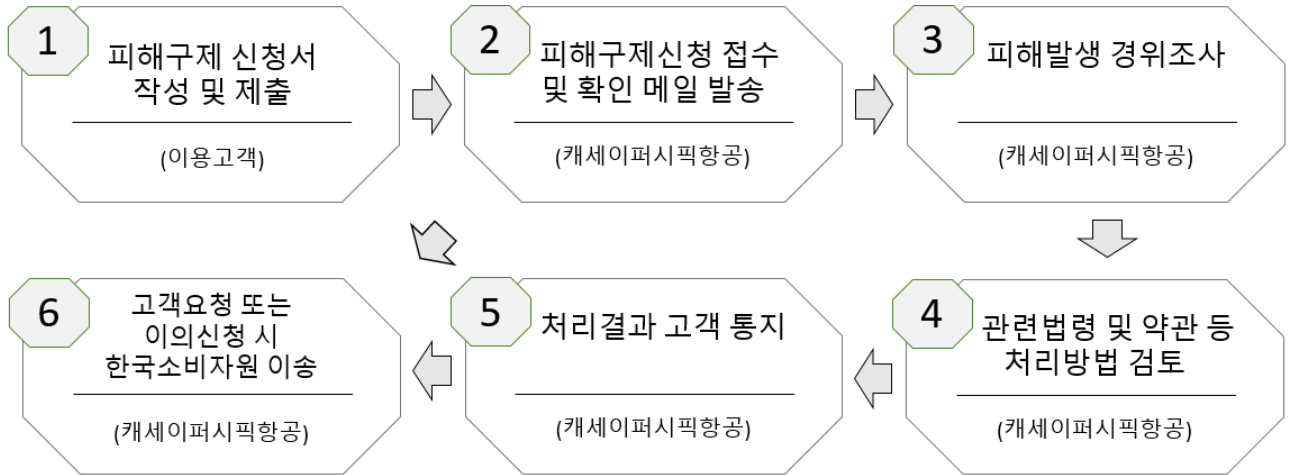 1
피해구제 신청서
작성 및 제출
(이용고객)
2
피해구제신청 접수
및 확인 메일 발송
(캐세이퍼시픽항공)
3
피해발생 경위조사
(캐세이퍼시픽항공)
4
관련법령 및 약관 등
처리방법 검토
(캐세이퍼시픽항공)
5
처리결과 고객 통지
(캐세이퍼시픽항공)
6
고객요청 또는
이의신청 시
한국소비자원 이송
(캐세이퍼시픽항공)